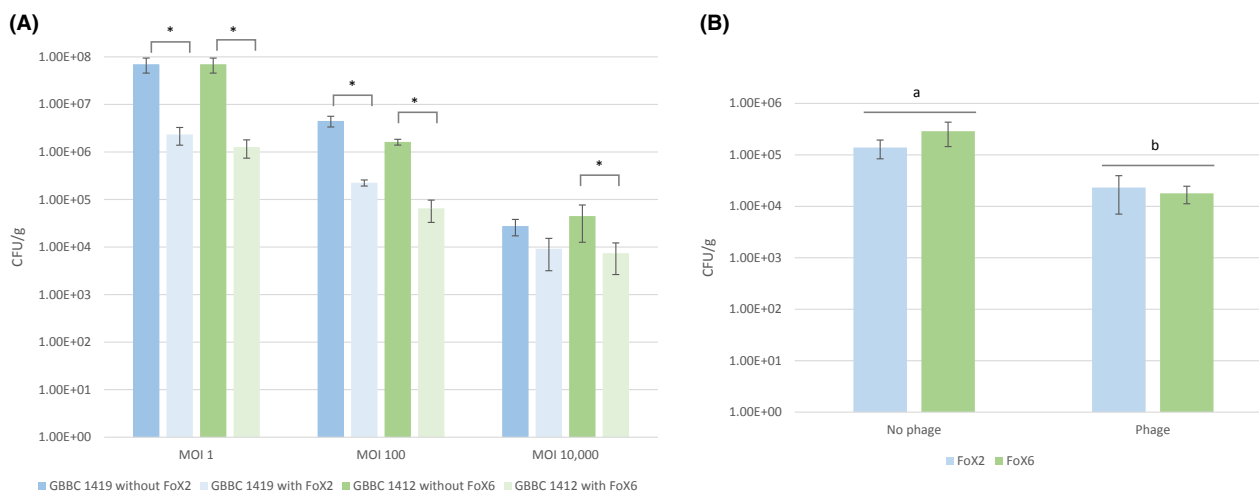 (A)
* *
* *
*
1.00E+08
1.00E+07
1.00E+06
1.00E+05
1.00E+04
1.00E+03
1.00E+02
1.00E+01
1.00E+00
CFU/g
MOI 1 MOI 100 MOI 10,000
GBBC 1419 without FoX2 GBBC 1419 with FoX2 GBBC 1412 without FoX6 GBBC 1412 with FoX6
(B)
a
b
1.00E+06
1.00E+05
1.00E+04
1.00E+03
1.00E+02
1.00E+01
1.00E+00
CFU/g
No phage Phage
FoX2 FoX6